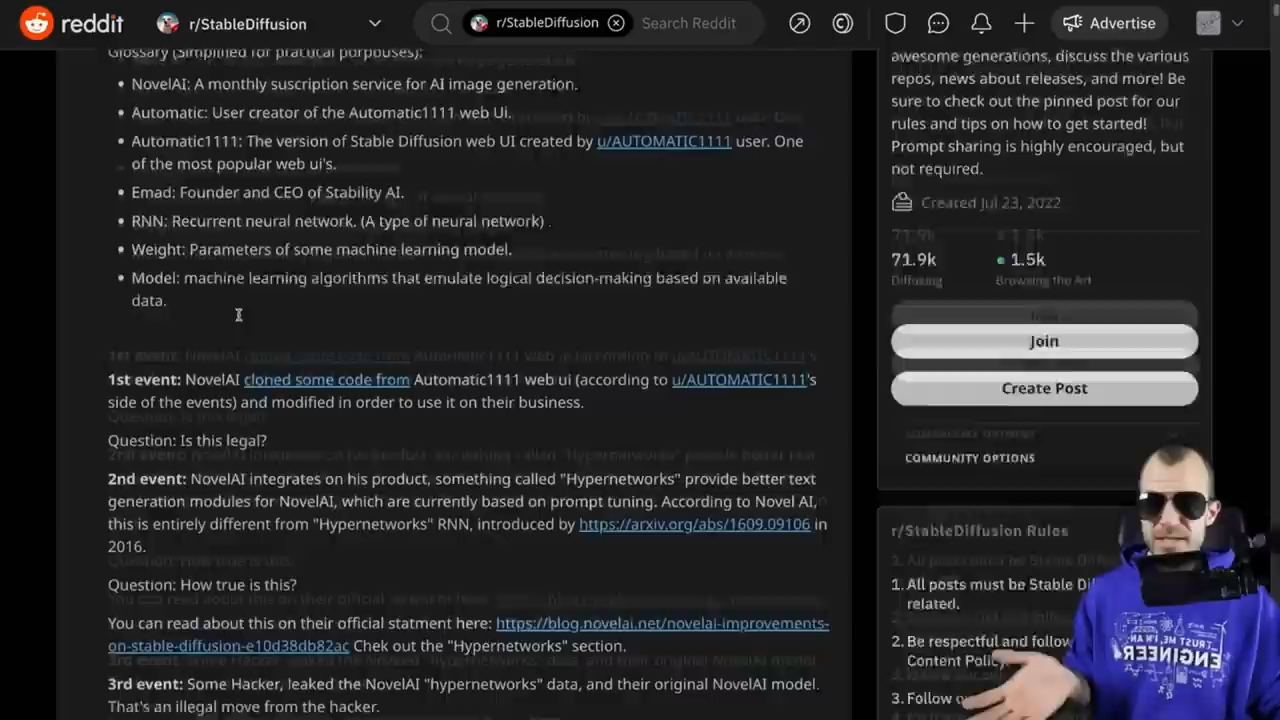 reddit
r/StableDiffusion
r/StableDiffusion
Search Reddit
Advertise
Glossary (Simplified for practical porpouses):
• NovelAI: A monthly suscription service for AI image generation.
• Automatic: User creator of the Automatic1111 web Ui.
• Automatic1111: The version of Stable Diffusion web UI created by u/AUTOMATIC1111 user. One
of the most popular web ui's.
• Emad: Founder and CEO of Stability AI.
• RNN: Recurrent neural network. (A type of neural network) .
• Weight: Parameters of some machine learning model.
• Model: machine learning algorithms that emulate logical decision-making based on available
data.
1st event: NovelAI cloned some code from Automatic1111 web ui (according to u/AUTOMATIC1111's
side of the events) and modified in order to use it on their business.
Question: Is this legal?
2nd event: NovelAI integrates on his product, something called "Hypernetworks" provide better text
generation modules for NovelAI, which are currently based on prompt tuning. According to Novel AI,
this is entirely different from "Hypernetworks" RNN, introduced by https://arxiv.org/abs/1609.09106 in
2016.
Question: How true is this?
You can read about this on their official statment here: https://blog.novelai.net/novelai-improvements-
on-stable-diffusion-e10d38db82ac Chek out the "Hypernetworks" section.
3rd event: Some Hacker, leaked the NovelAI "hypernetworks" data, and their original NovelAI model.
That's an illegal move from the hacker.
awesome generations, discuss the various
repos, news about releases, and more! Be
sure to check out the pinned post for our
rules and tips on how to get started!
Prompt sharing is highly encouraged, but
not required.
Created Jul 23, 2022
71.9k
1.5k
Diffusing
Browsing the Art
Join
Create Post
COMMUNITY OPTIONS
r/StableDiffusion Rules
1. All posts must be Stable
related.
2. Be respectful and follow
Content
3. Follow
TRUST ME, I'M AN
ENGINEER